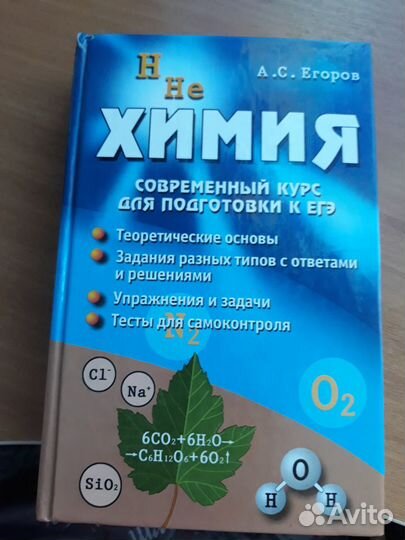 H
He
А.С. Егоров
ХИМИЯ
СОВРЕМЕННЫЙ КУРС
ДЛЯ ПОДГОТОВКИ К ЕГЭ
Теоретические основы
Задания разных типов с ответами
и решениями
Упражнения и задачи
Тесты для самоконтроля
N₂
Cl⁻
Na⁺
O₂
6CO₂+6H₂O→
→C₆H₁₂O₆+6O₂↑
SiO₂
O
H H
Avito